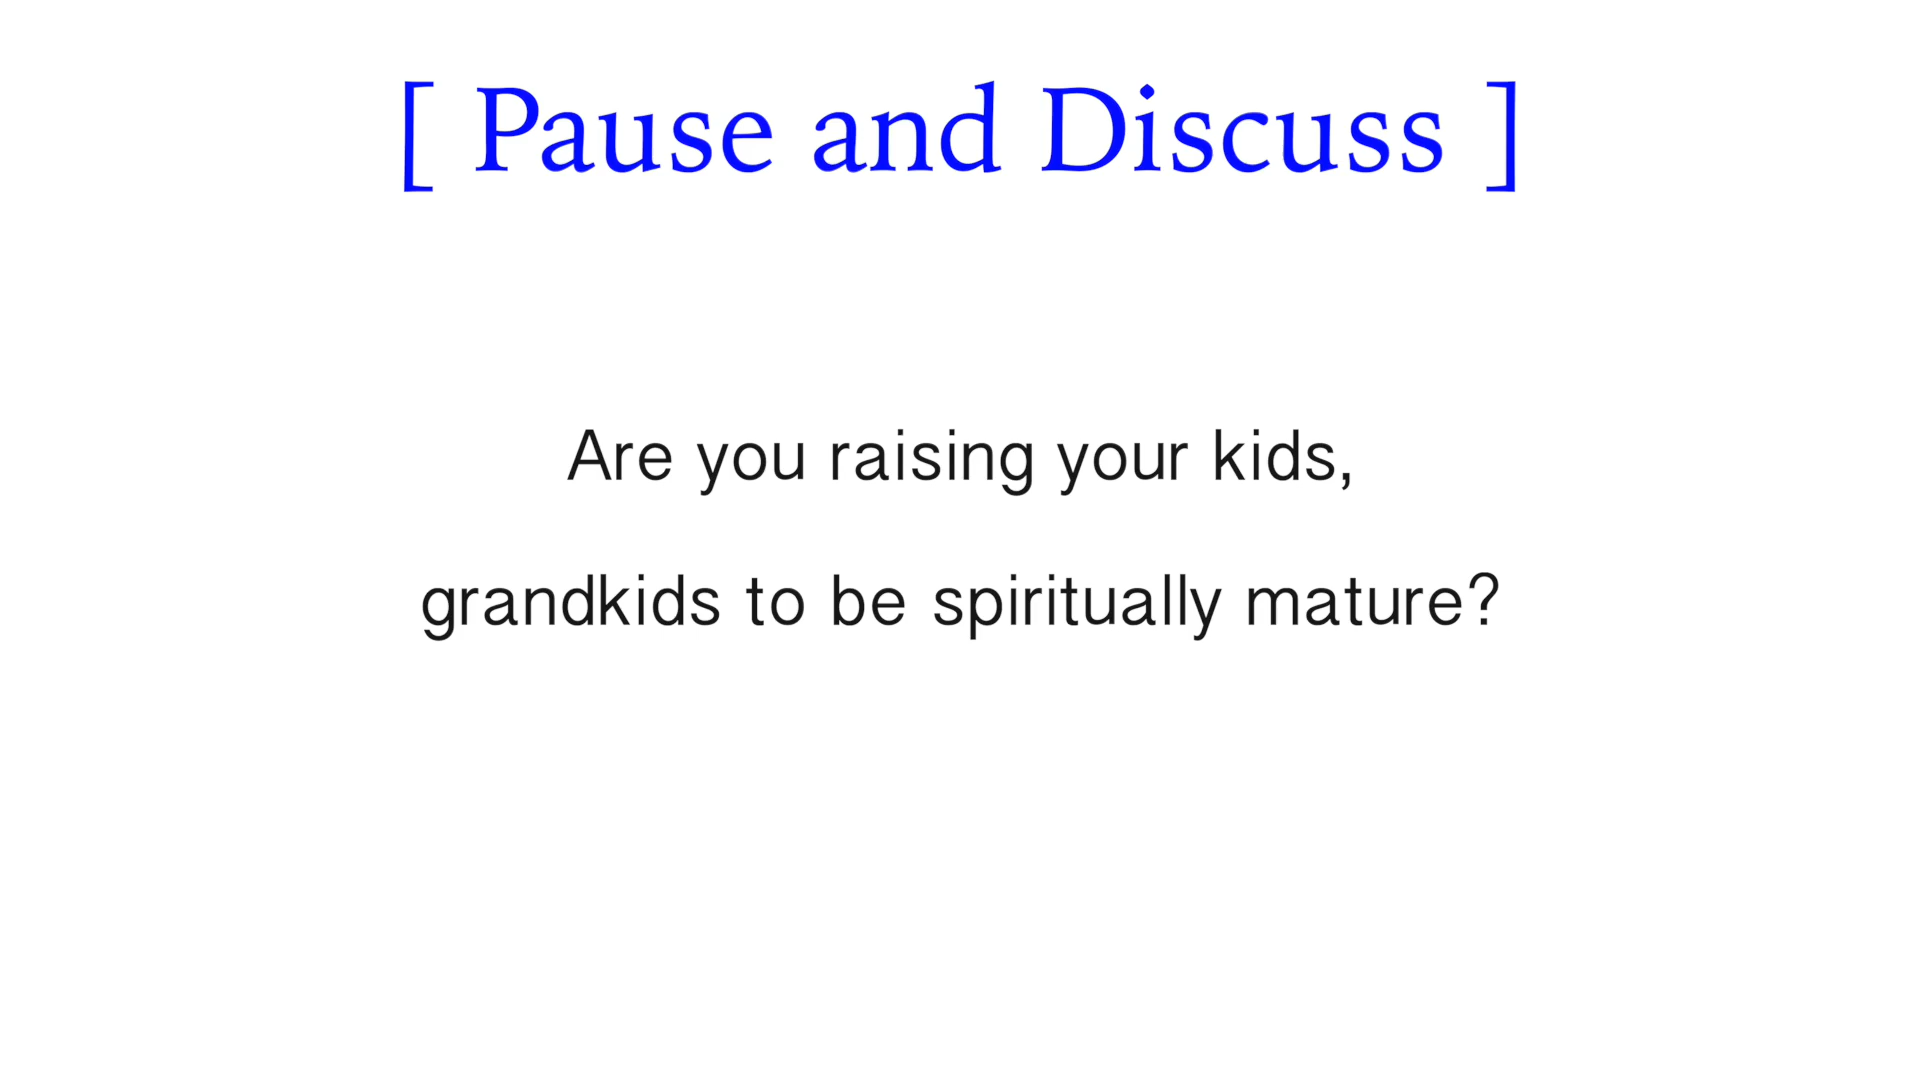 [ Pause and Discuss ]
Are you raising your kids,
grandkids to be spiritually mature?